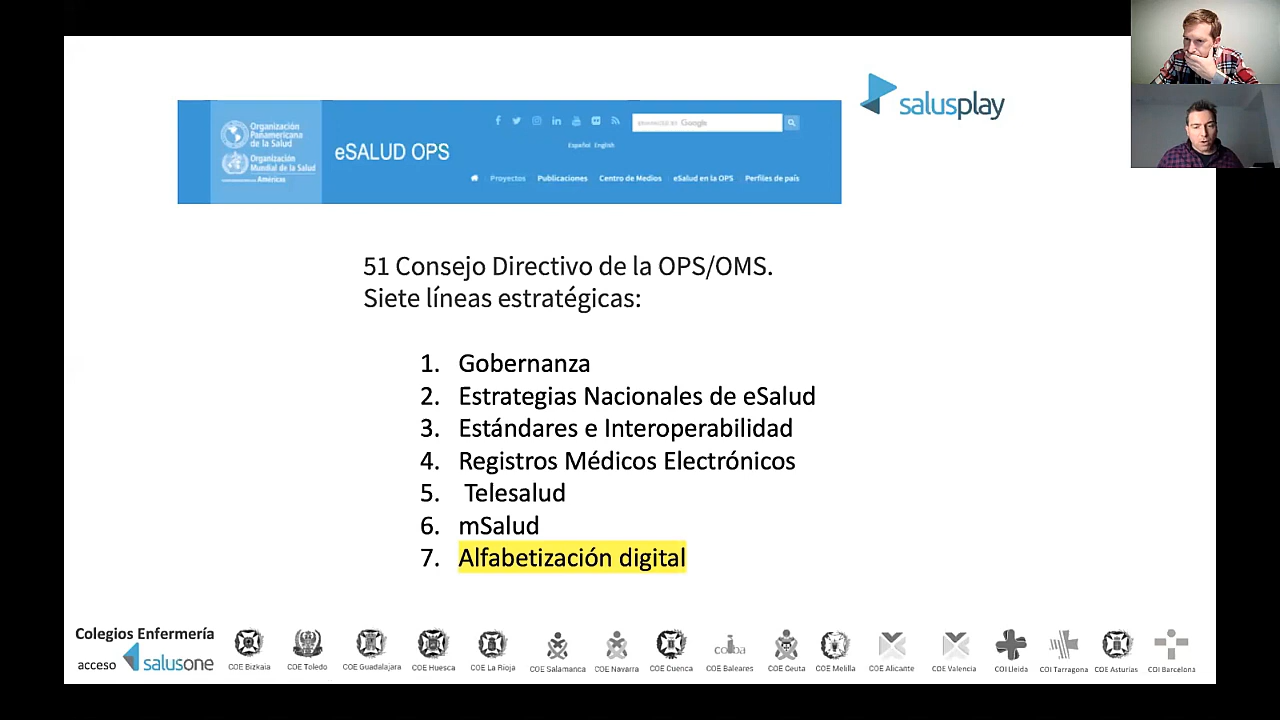 salusplay
Organización
Panamericana
de la Salud
Organización
Mundial de la Salud
Américas
eSALUD OPS
Google
Español English
Proyectos
Publicaciones
Centro de Medios
eSalud en la OPS
Perfiles de país
51 Consejo Directivo de la OPS/OMS.
Siete líneas estratégicas:
1. Gobernanza
2. Estrategias Nacionales de eSalud
3. Estándares e Interoperabilidad
4. Registros Médicos Electrónicos
5. Telesalud
6. mSalud
7. Alfabetización digital
Colegios Enfermería
acceso salusone
COE Bizkaia
COE Toledo
COE Guadalajara
COE Huesca
COE La Rioja
COE Salamanca
COE Navarra
COE Cuenca
COE Baleares
COE Ceuta
COE Melilla
COE Alicante
COE Valencia
COI Lleida
COI Tarragona
COE Asturias
COI Barcelona